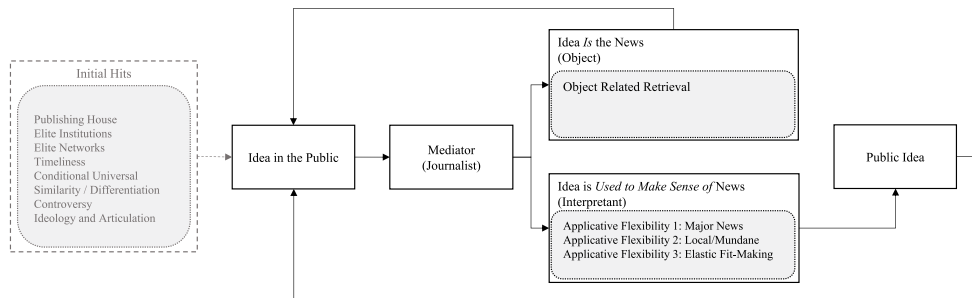 Initial Hits
Publishing House
Elite Institutions
Elite Networks
Timeliness
Conditional Universal
Similarity / Differentiation
Controversy
Ideology and Articulation
Idea in the Public
Mediator
(Journalist)
Idea Is the News
(Object)
Object Related Retrieval
Idea is Used to Make Sense of News
(Interpretant)
Applicative Flexibility 1: Major News
Applicative Flexibility 2: Local/Mundane
Applicative Flexibility 3: Elastic Fit-Making
Public Idea